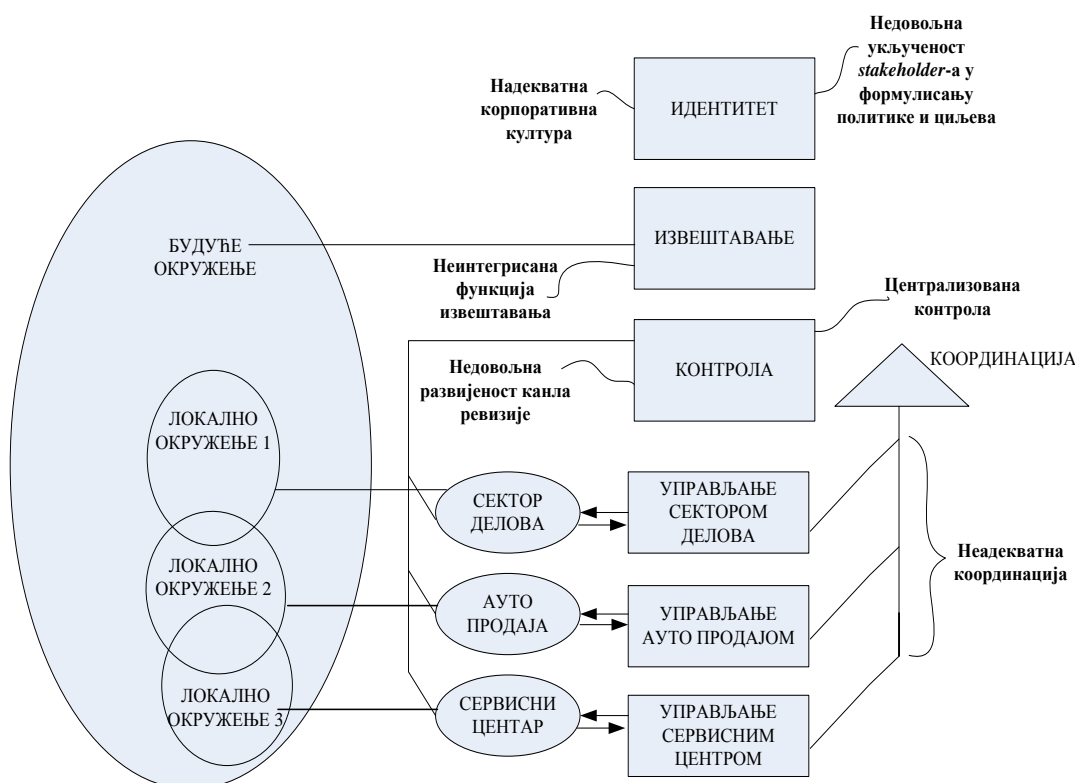 Недовољна
укљученост
stakeholder-а у
формулисању
политике и циљева
Надекватна
корпоративна
култура
ИДЕНТИТЕТ
БУДУЋЕ
ОКРУЖЕЊЕ
ИЗВЕШТАВАЊЕ
Неинтегрисана
функција
извештавања
Централизована
контрола
Недовољна
развијеност канла
ревизије
КОНТРОЛА
КООРДИНАЦИЈА
ЛОКАЛНО
ОКРУЖЕЊЕ 1
СЕКТОР
ДЕЛОВА
УПРАВЉАЊЕ
СЕКТОРОМ
ДЕЛОВА
Неадекватна
координација
ЛОКАЛНО
ОКРУЖЕЊЕ 2
АУТО
ПРОДАЈА
УПРАВЉАЊЕ
АУТО ПРОДАЈОМ
ЛОКАЛНО
ОКРУЖЕЊЕ 3
СЕРВИСНИ
ЦЕНТАР
УПРАВЉАЊЕ
СЕРВИСНИМ
ЦЕНТРОМ